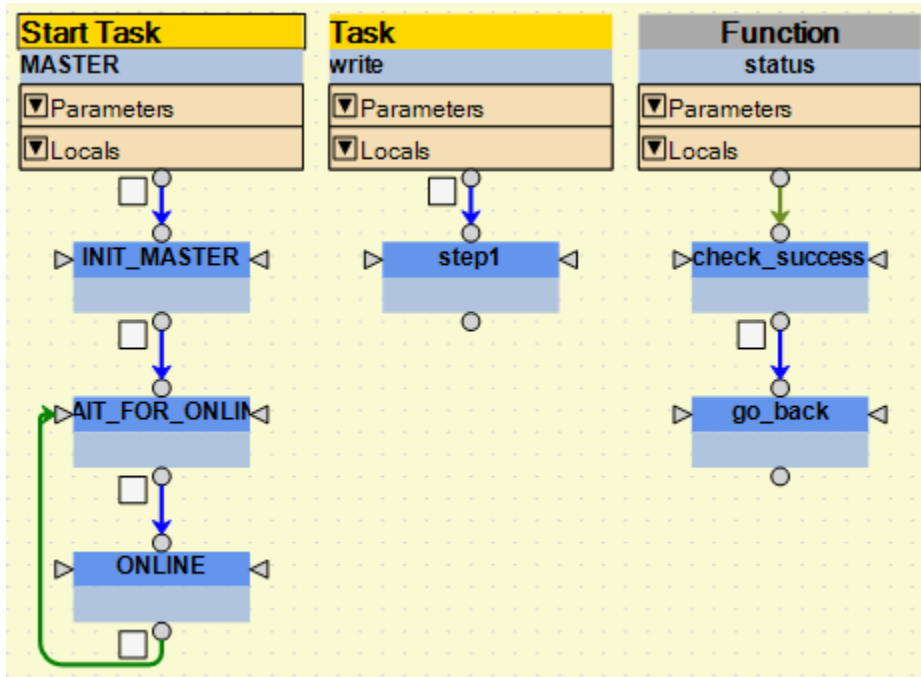 Start Task
MASTER
Parameters
Locals
INIT_MASTER
AIT_FOR_ONLIN
ONLINE
Task
write
Parameters
Locals
step1
Function
status
Parameters
Locals
check_success
go_back